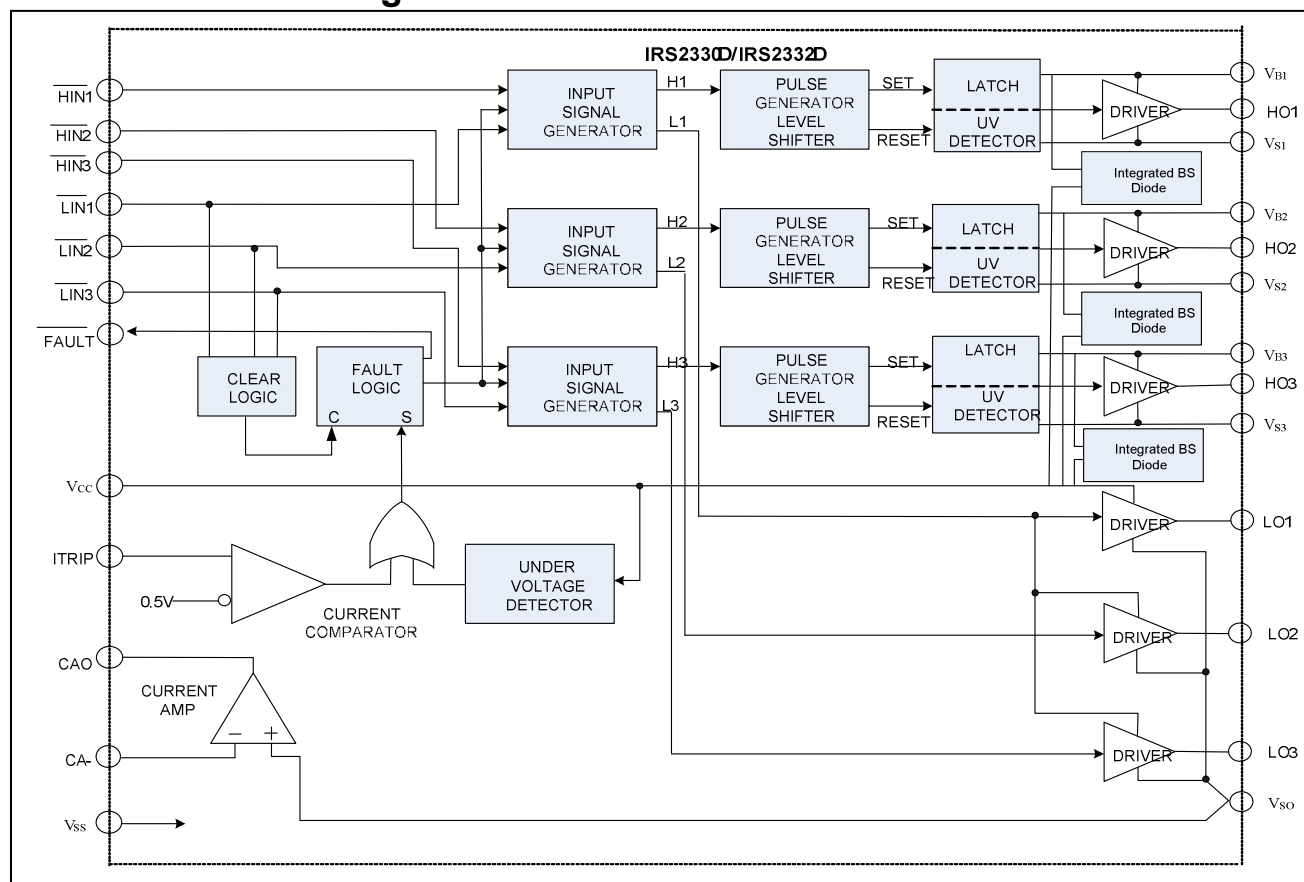 IRS2330D/IRS2332D
HIN1
HIN2
HIN3
LIN1
LIN2
LIN3
FAULT
VCC
ITRIP
0.5V
CAO
CA-
VSS
CLEAR
LOGIC
FAULT
LOGIC
C S
CURRENT
COMPARATOR
UNDER
VOLTAGE
DETECTOR
CURRENT
AMP
− +
INPUT
SIGNAL
GENERATOR
H1
L1
PULSE
GENERATOR
LEVEL
SHIFTER
SET
RESET
LATCH
UV
DETECTOR
DRIVER
Integrated BS
Diode
VB1
HO1
VS1
INPUT
SIGNAL
GENERATOR
H2
L2
PULSE
GENERATOR
LEVEL
SHIFTER
SET
RESET
LATCH
UV
DETECTOR
DRIVER
Integrated BS
Diode
VB2
HO2
VS2
INPUT
SIGNAL
GENERATOR
H3
L3
PULSE
GENERATOR
LEVEL
SHIFTER
SET
RESET
LATCH
UV
DETECTOR
DRIVER
Integrated BS
Diode
VB3
HO3
VS3
DRIVER
LO1
DRIVER
LO2
DRIVER
LO3
VSO